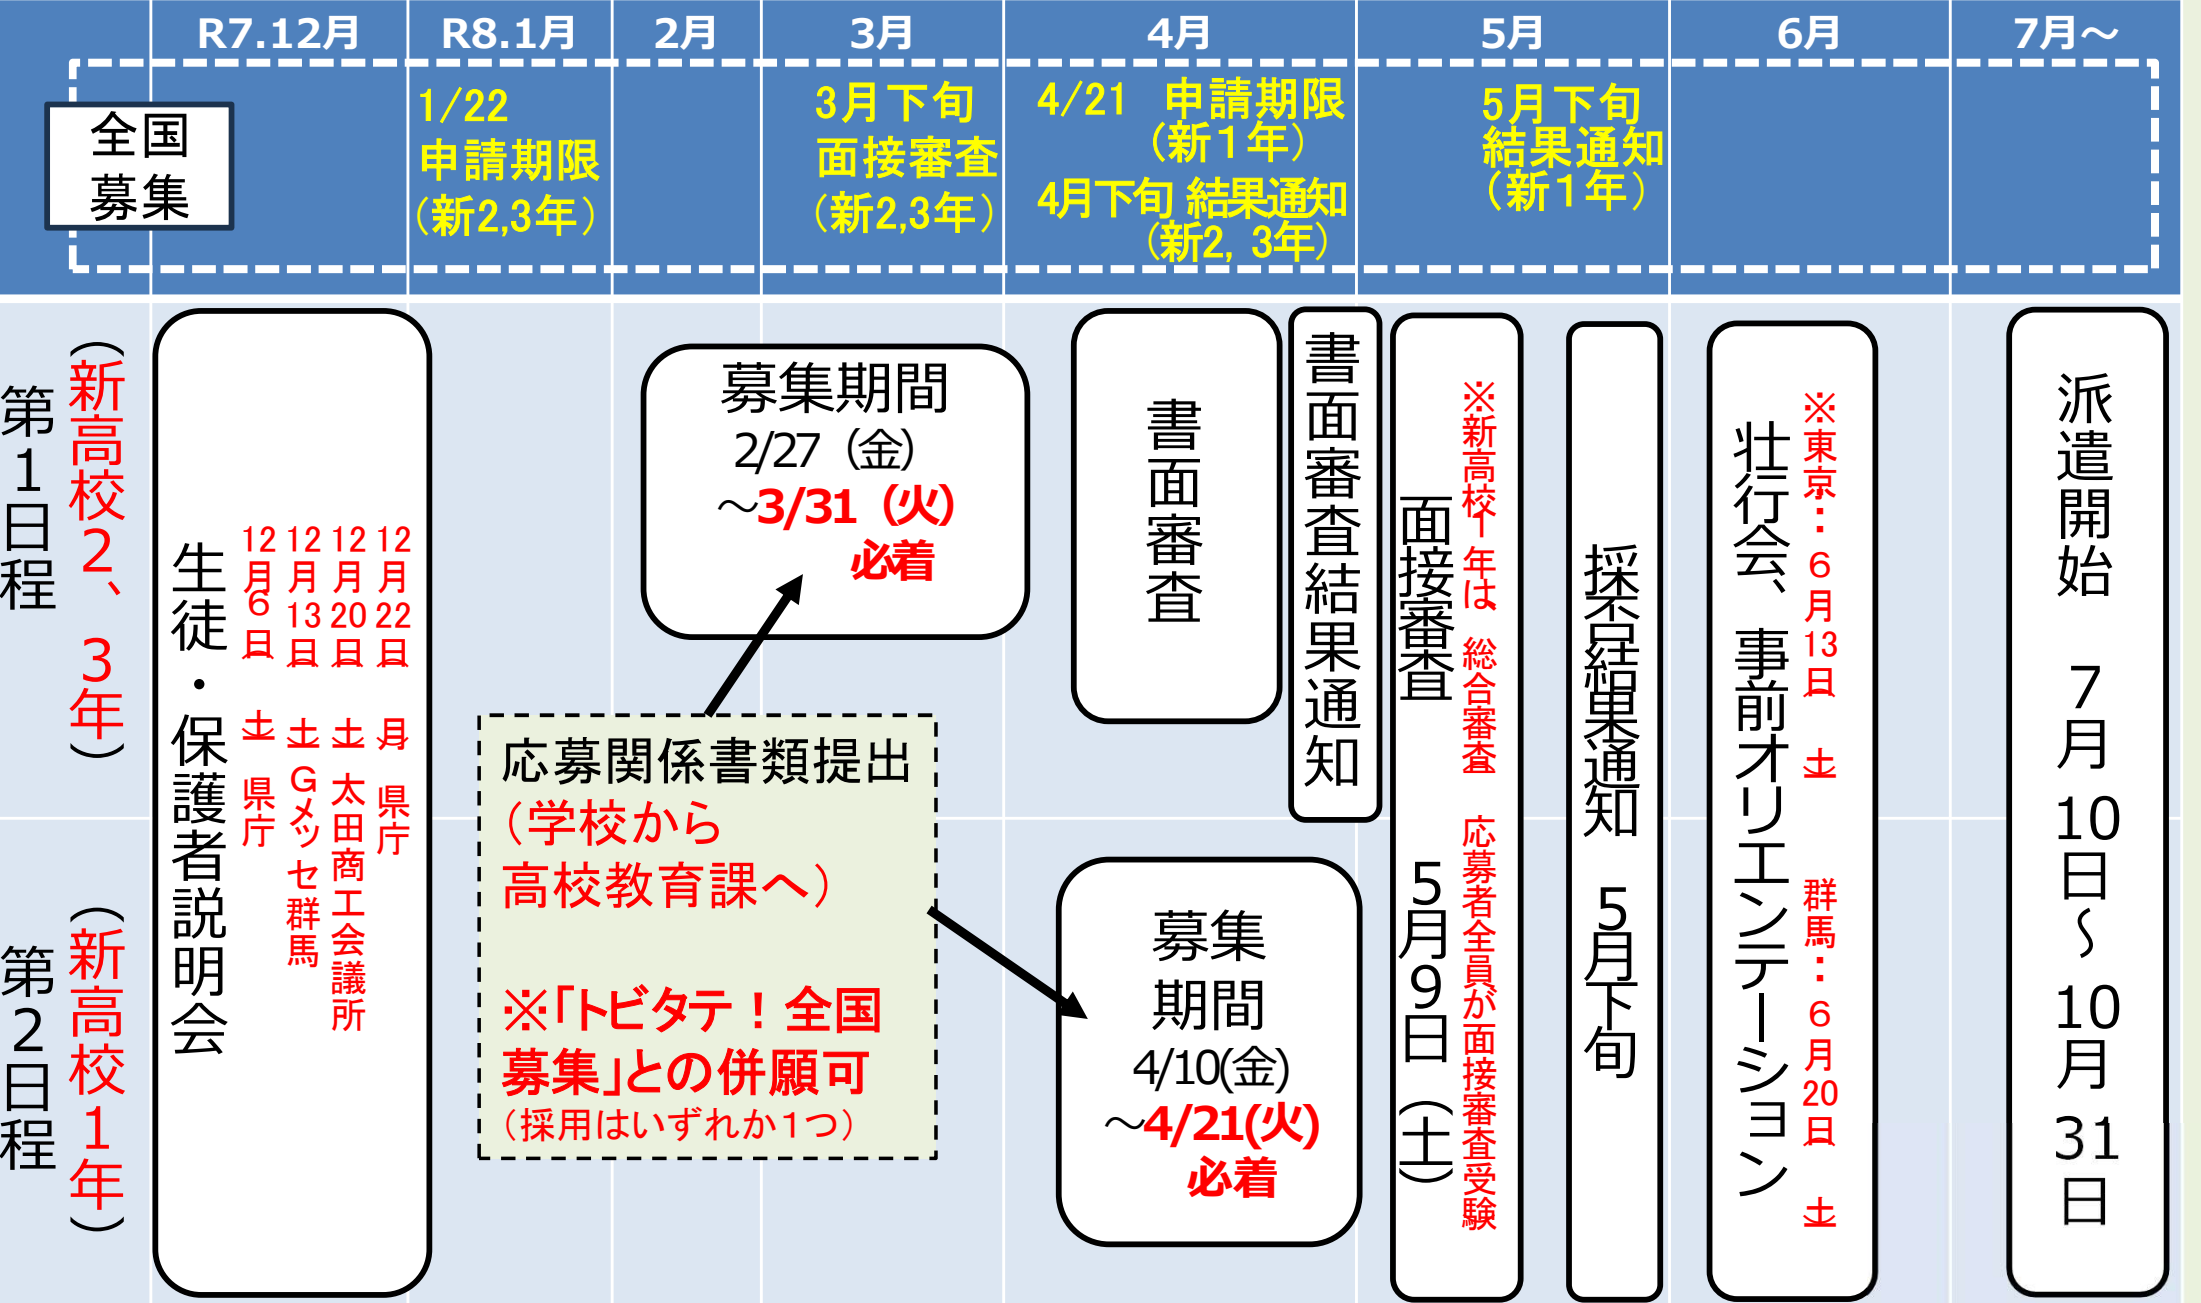 R7.12月
R8.1月
2月
3月
4月
5月
6月
7月～
全国
募集
1/22
申請期限
（新2,3年）
3月下旬
面接審査
（新2,3年）
4/21　申請期限
（新１年）
4月下旬 結果通知
（新2, 3年）
5月下旬
結果通知
（新１年）
第1日程
（新高校2、3年）
第2日程
（新高校1年）
生徒・保護者説明会
12月6日（土）県庁
12月13日（土）Gメッセ群馬
12月20日（土）太田商工会議所
12月22日（月）県庁
募集期間
2/27（金）
～3/31（火）
必着
応募関係書類提出
（学校から
高校教育課へ）
※「トビタテ！全国
募集」との併願可
（採用はいずれか１つ）
書面審査
書面審査結果通知
募集
期間
4/10(金)
～4/21(火)
必着
面接審査　5月9日（土）
※新高校1年は、総合審査（応募者全員が面接審査受験）
採否結果通知　5月下旬
壮行会、事前オリエンテーション
※東京：6月13日（土）　群馬：6月20日（土）
派遣開始　7月10日～10月31日